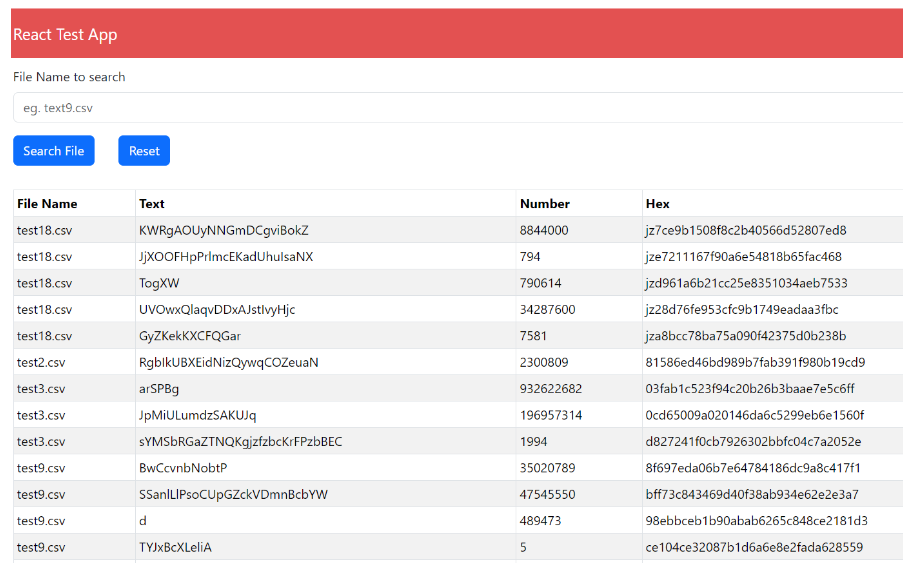 React Test App
File Name to search
eg. text9.csv
Search File Reset
File Name Text Number Hex
test18.csv KWRgAOUyNNGmDCgviBokZ 8844000 jz7ce9b1508f8c2b40566d52807ed8
test18.csv JjXOOFHpPrlmcEKadUhuIsaNX 794 jze7211167f90a6e54818b65fac468
test18.csv TogXW 790614 jzd961a6b21cc25e8351034aeb7533
test18.csv UVOwxQlaqvDDxAJstIvyHjc 34287600 jz28d76fe953cfc9b1749eadaa3fbc
test18.csv GyZKekKXCFQGar 7581 jza8bcc78ba75a090f42375d0b238b
test2.csv RgbIkUBXEidNizQywqCOZeuaN 2300809 81586ed46bd989b7fab391f980b19cd9
test3.csv arSPBg 932622682 03fab1c523f94c20b26b3baae7e5c6ff
test3.csv JpMiULumdzSAKUJq 196957314 0cd65009a020146da6c5299eb6e1560f
test3.csv sYMSbRGaZTNQKgjzfzbcKrFPzbBEC 1994 d827241f0cb7926302bbfc04c7a2052e
test9.csv BwCcvnbNobtP 35020789 8f697eda06b7e64784186dc9a8c417f1
test9.csv SSanlLlPsoCUpGZckVDmnBcbYW 47545550 bff73c843469d40f38ab934e62e2e3a7
test9.csv d 489473 98ebbceb1b90abab6265c848ce2181d3
test9.csv TYJxBcXLeliA 5 ce104ce32087b1d6a6e8e2fada628559